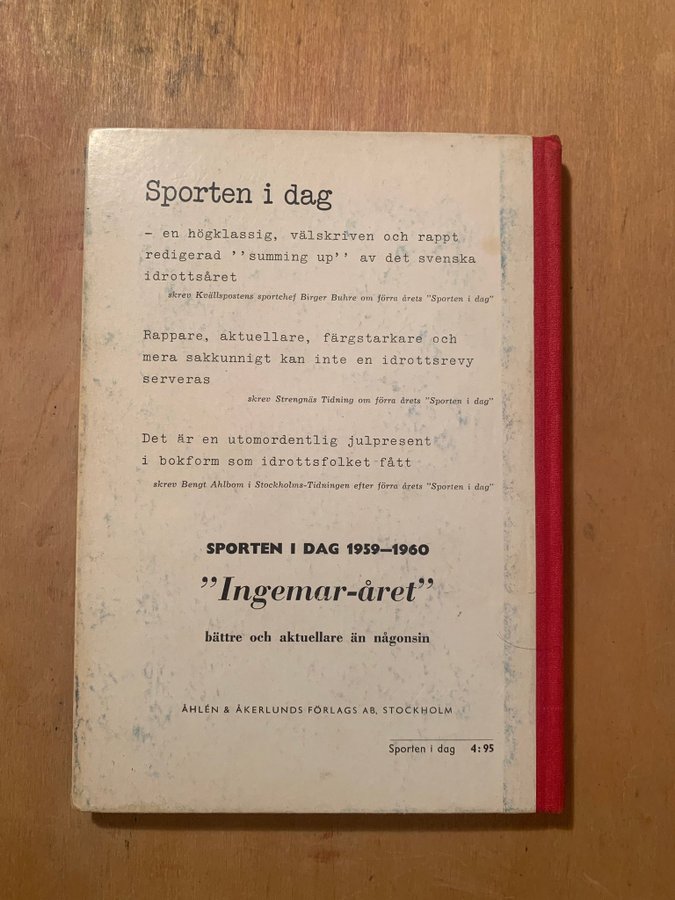 Sporten i dag
– en högklassig, välskriven och rappt
redigerad ’’summing up’’ av det svenska
idrottsåret
skrev Kvällspostens sportchef Birger Buhre om förra årets "Sporten i dag"
Rappare, aktuellare, färgstarkare och
mera sakkunnigt kan inte en idrottsrevy
serveras
skrev Strengnäs Tidning om förra årets "Sporten i dag"
Det är en utomordentlig julpresent
i bokform som idrottsfolket fått
skrev Bengt Ahlbom i Stockholms-Tidningen efter förra årets "Sporten i dag"
SPORTEN I DAG 1959—1960
”Ingemar-året”
bättre och aktuellare än någonsin
ÅHLÉN & ÅKERLUNDS FÖRLAGS AB, STOCKHOLM
Sporten i dag 4:95